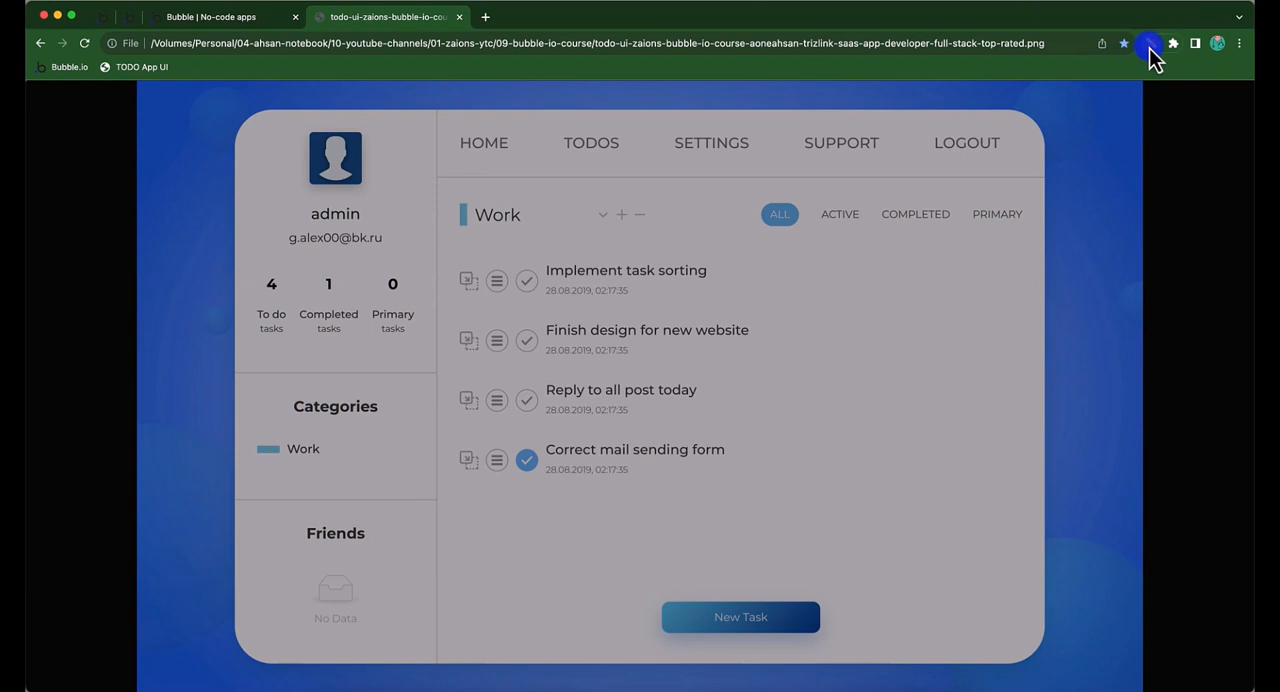 Bubble | No-code apps
todo-ui-zaions-bubble-io-cou
File
/Volumes/Personal/04-ahsan-notebook/10-youtube-channels/01-zaions-ytc/09-bubble-io-course/todo-ui-zaions-bubble-io-course-aoneahsan-trizlink-saas-app-developer-full-stack-top-rated.png
Bubble.io TODO App UI
HOME TODOS SETTINGS SUPPORT LOGOUT
admin
g.alex00@bk.ru
4 1 0
To do Completed Primary
tasks tasks tasks
Categories
Work
Friends
No Data
Work
ALL ACTIVE COMPLETED PRIMARY
Implement task sorting
28.08.2019, 02:17:35
Finish design for new website
28.08.2019, 02:17:35
Reply to all post today
28.08.2019, 02:17:35
Correct mail sending form
28.08.2019, 02:17:35
New Task